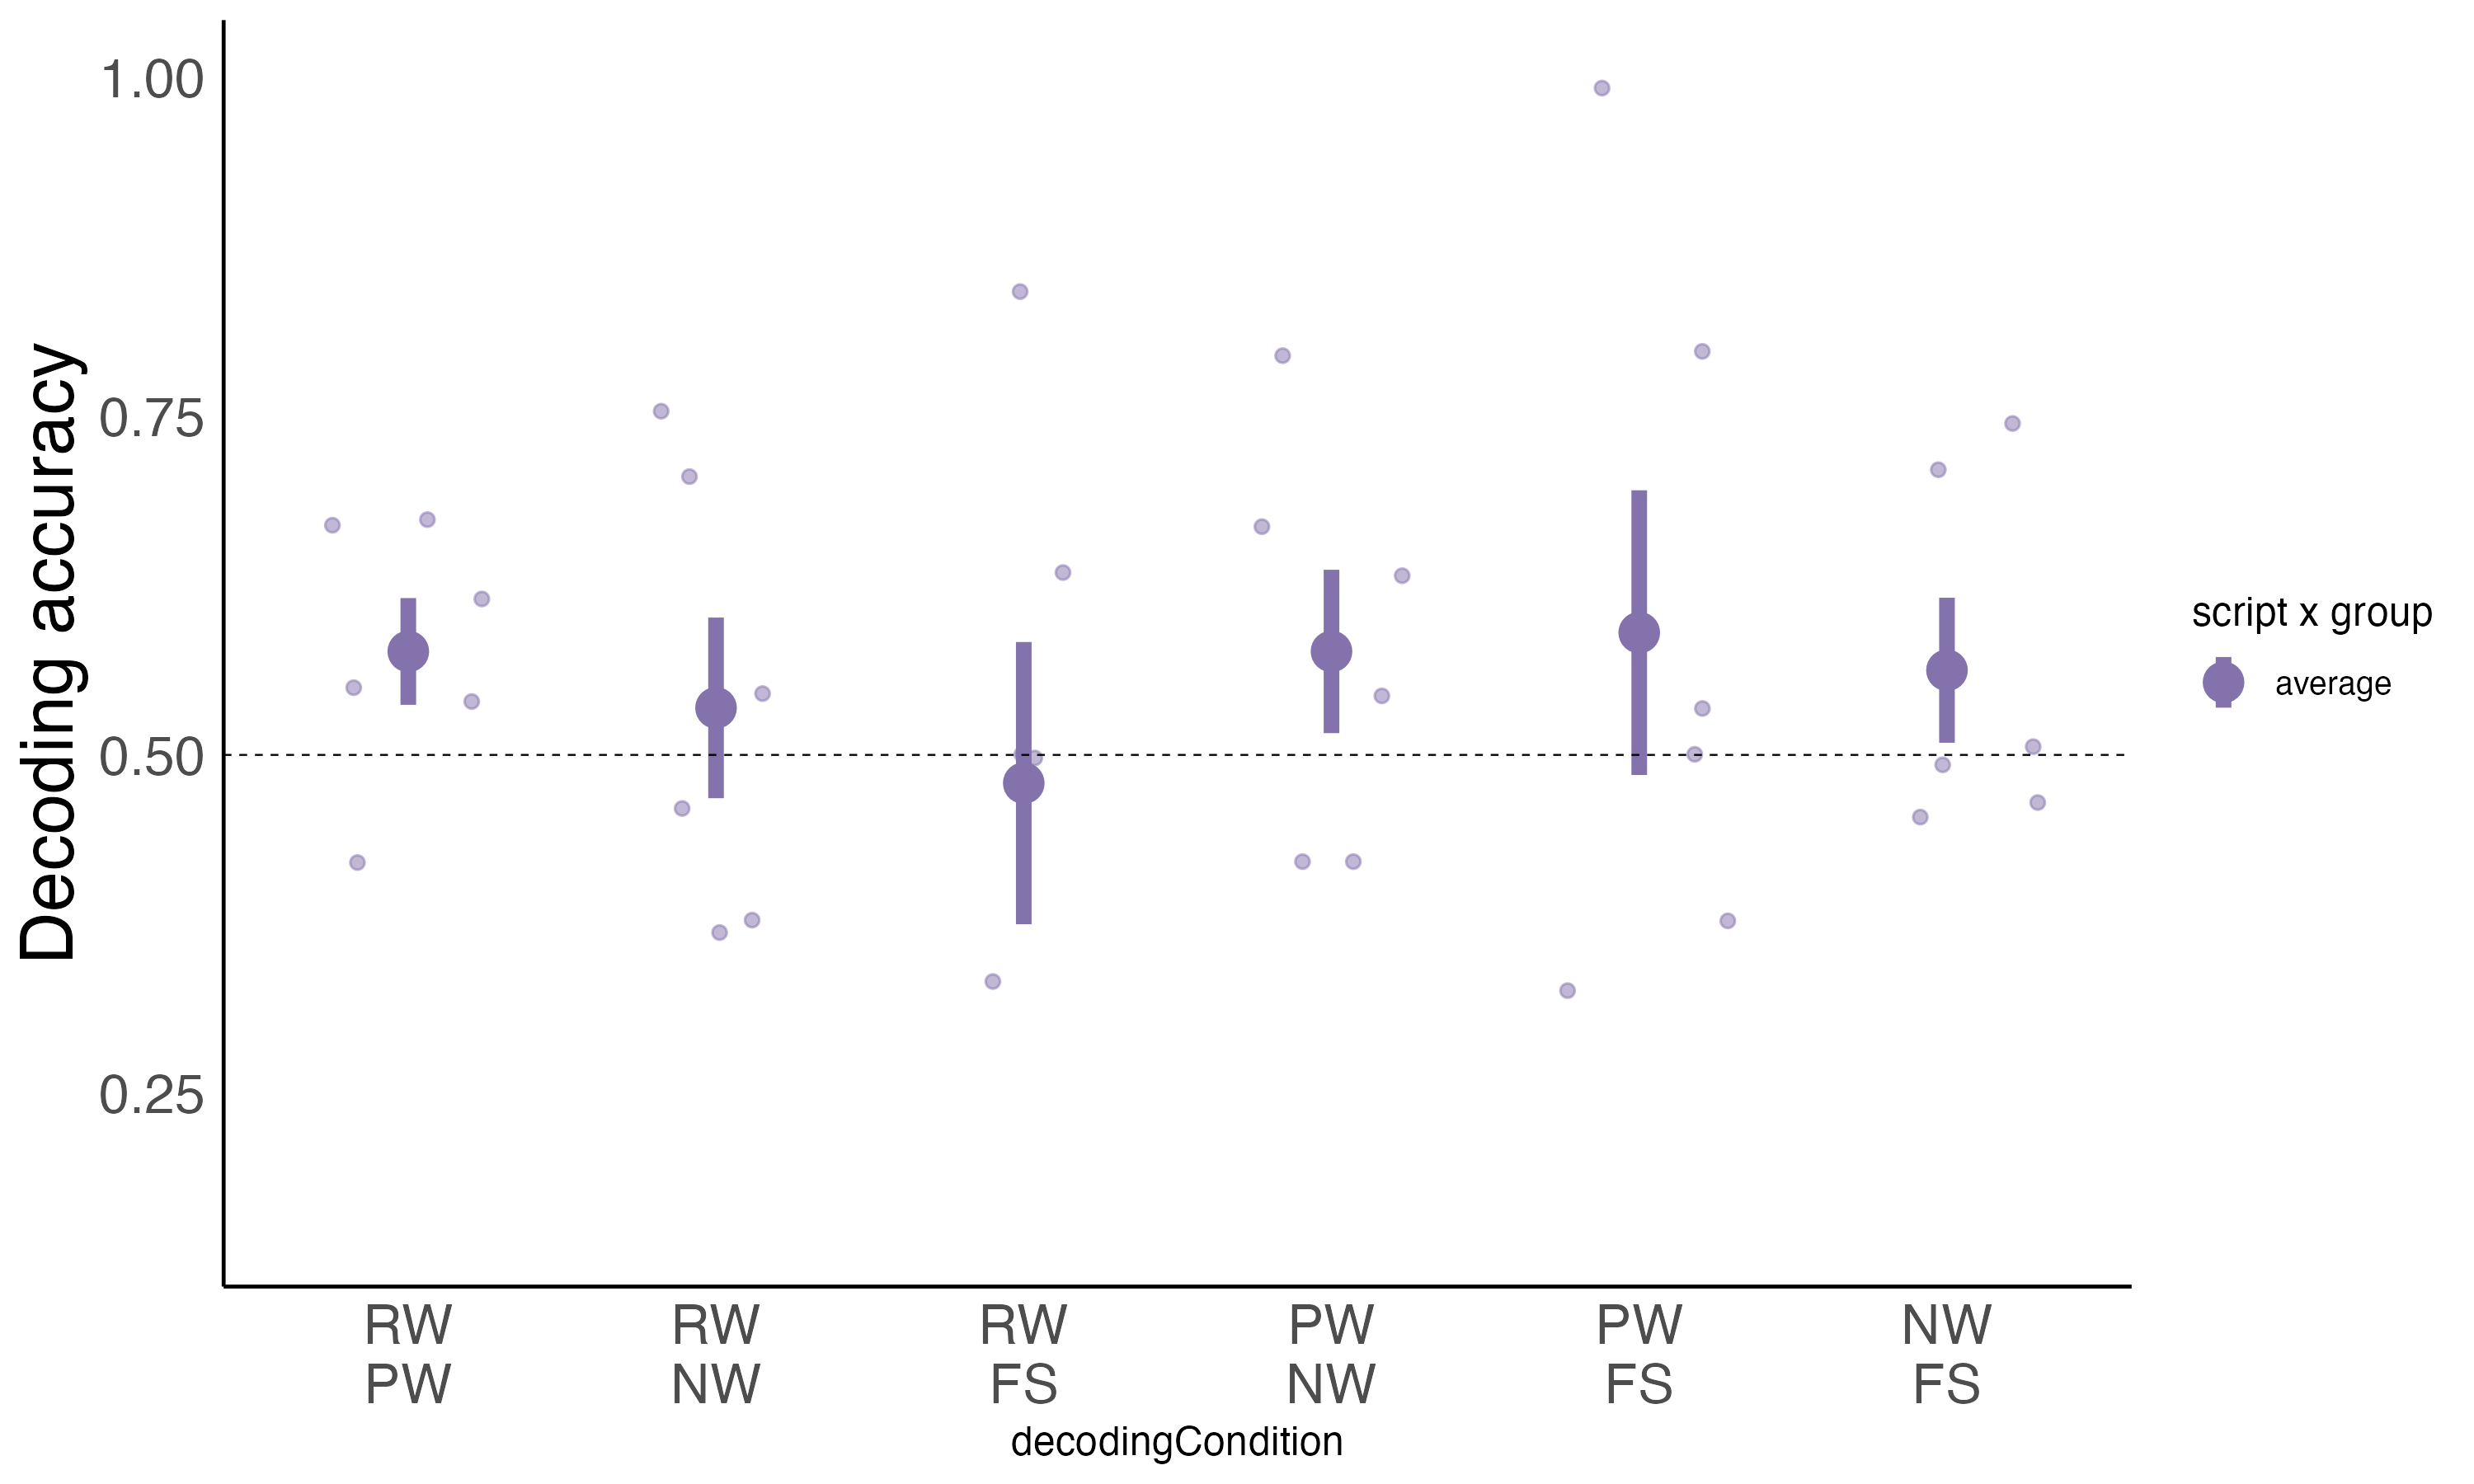 Decoding accuracy
1.00
0.75
0.50
0.25
RW
PW
RW
NW
RW
FS
PW
NW
PW
FS
NW
FS
decodingCondition
script x group
average